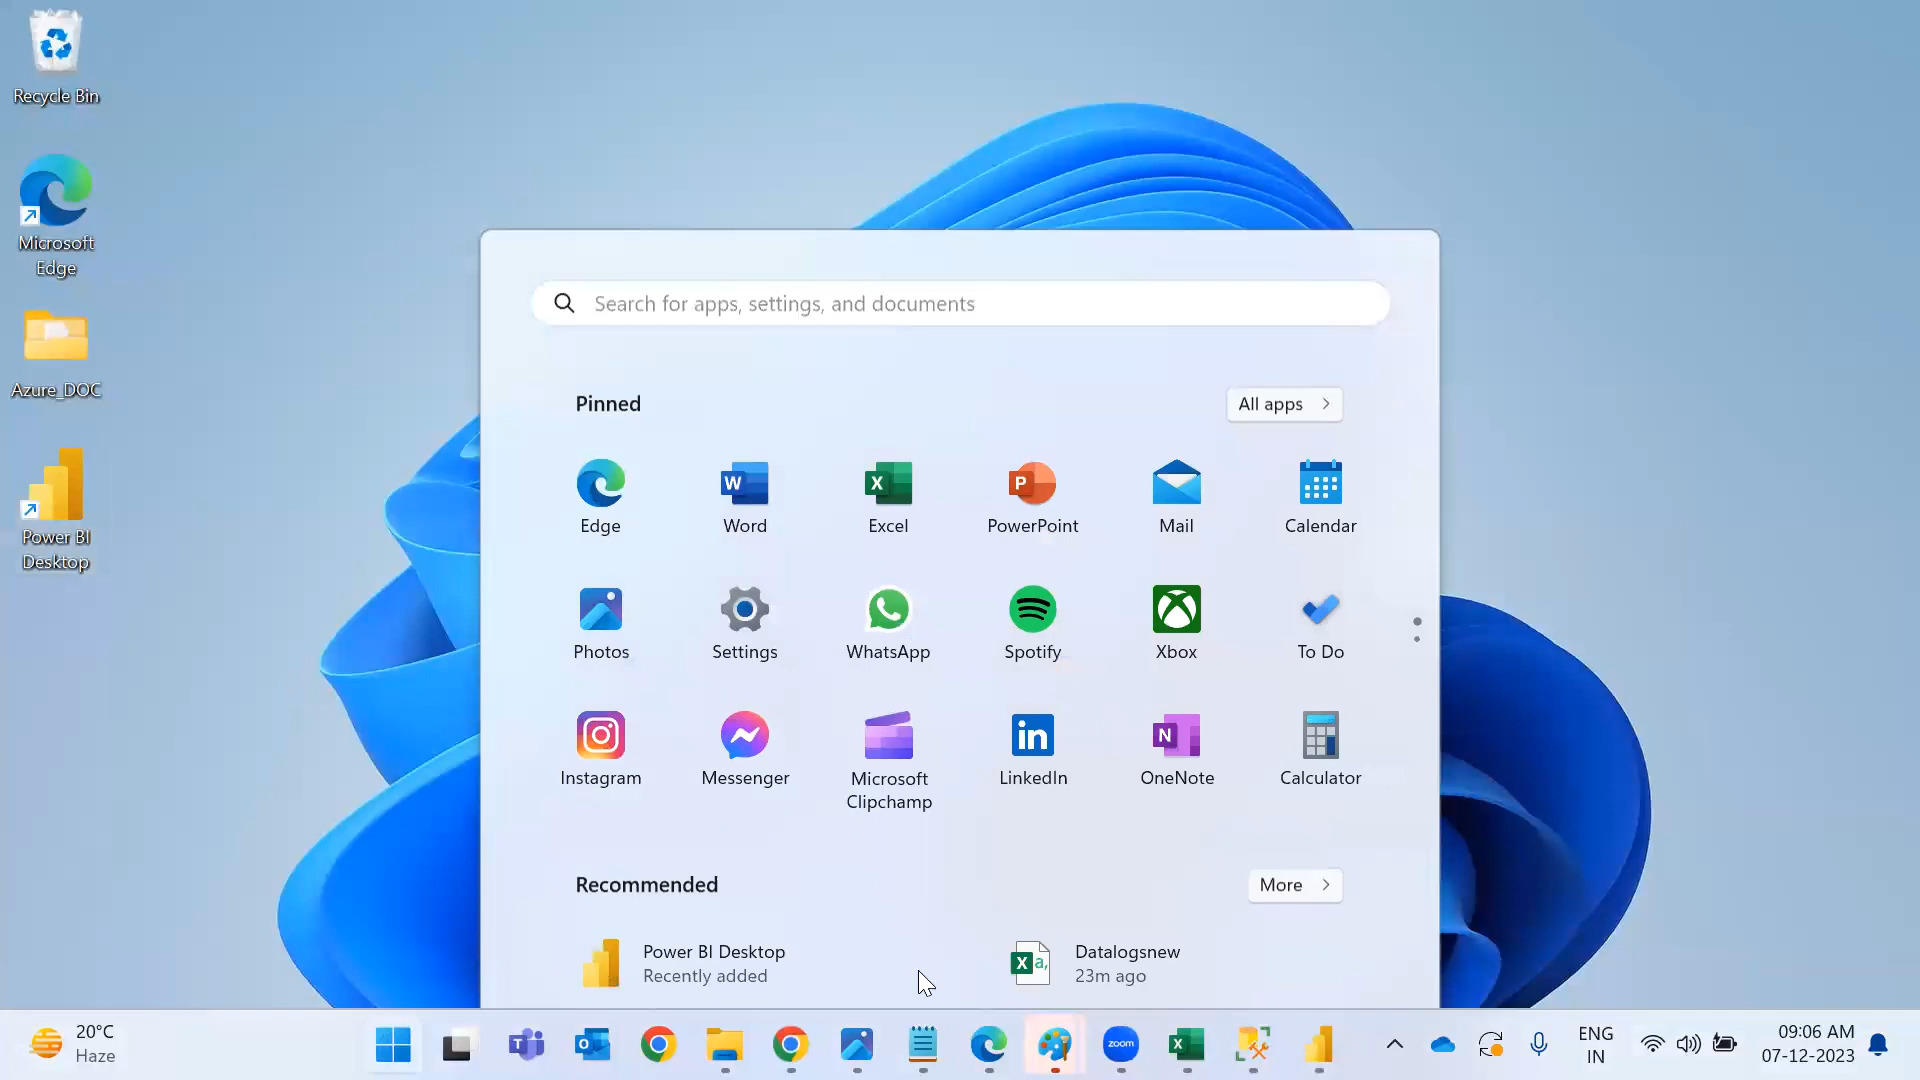 Recycle Bin
Microsoft
Edge
Azure_DOC
Power BI
Desktop
Search for apps, settings, and documents
Pinned
All apps
Edge
Word
Excel
PowerPoint
Mail
Calendar
Photos
Settings
WhatsApp
Spotify
Xbox
To Do
Instagram
Messenger
Microsoft
Clipchamp
LinkedIn
OneNote
Calculator
Recommended
More
Power BI Desktop
Recently added
Datalogsnew
23m ago
20°C
Haze
zoom
ENG
IN
09:06 AM
07-12-2023